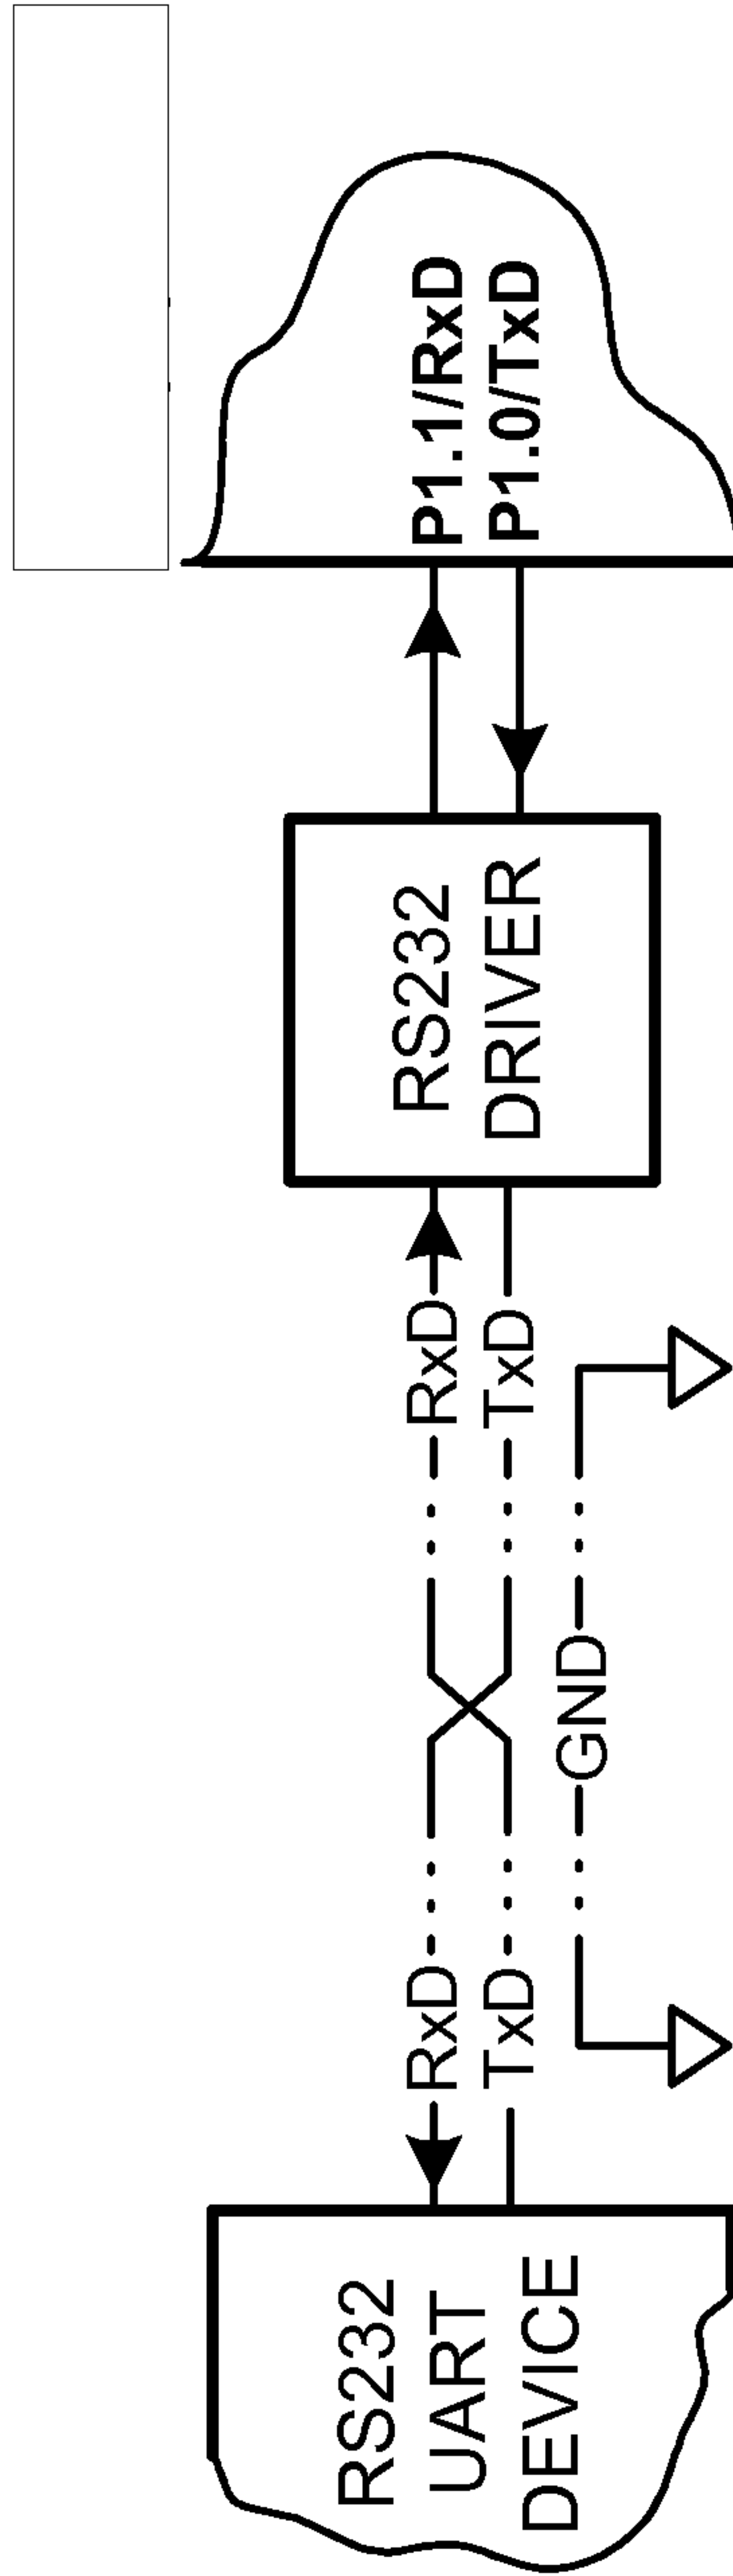 RS232
UART
DEVICE
RxD
TxD
GND
RxD
TxD
RS232
DRIVER
P1.1/RxD
P1.0/TxD